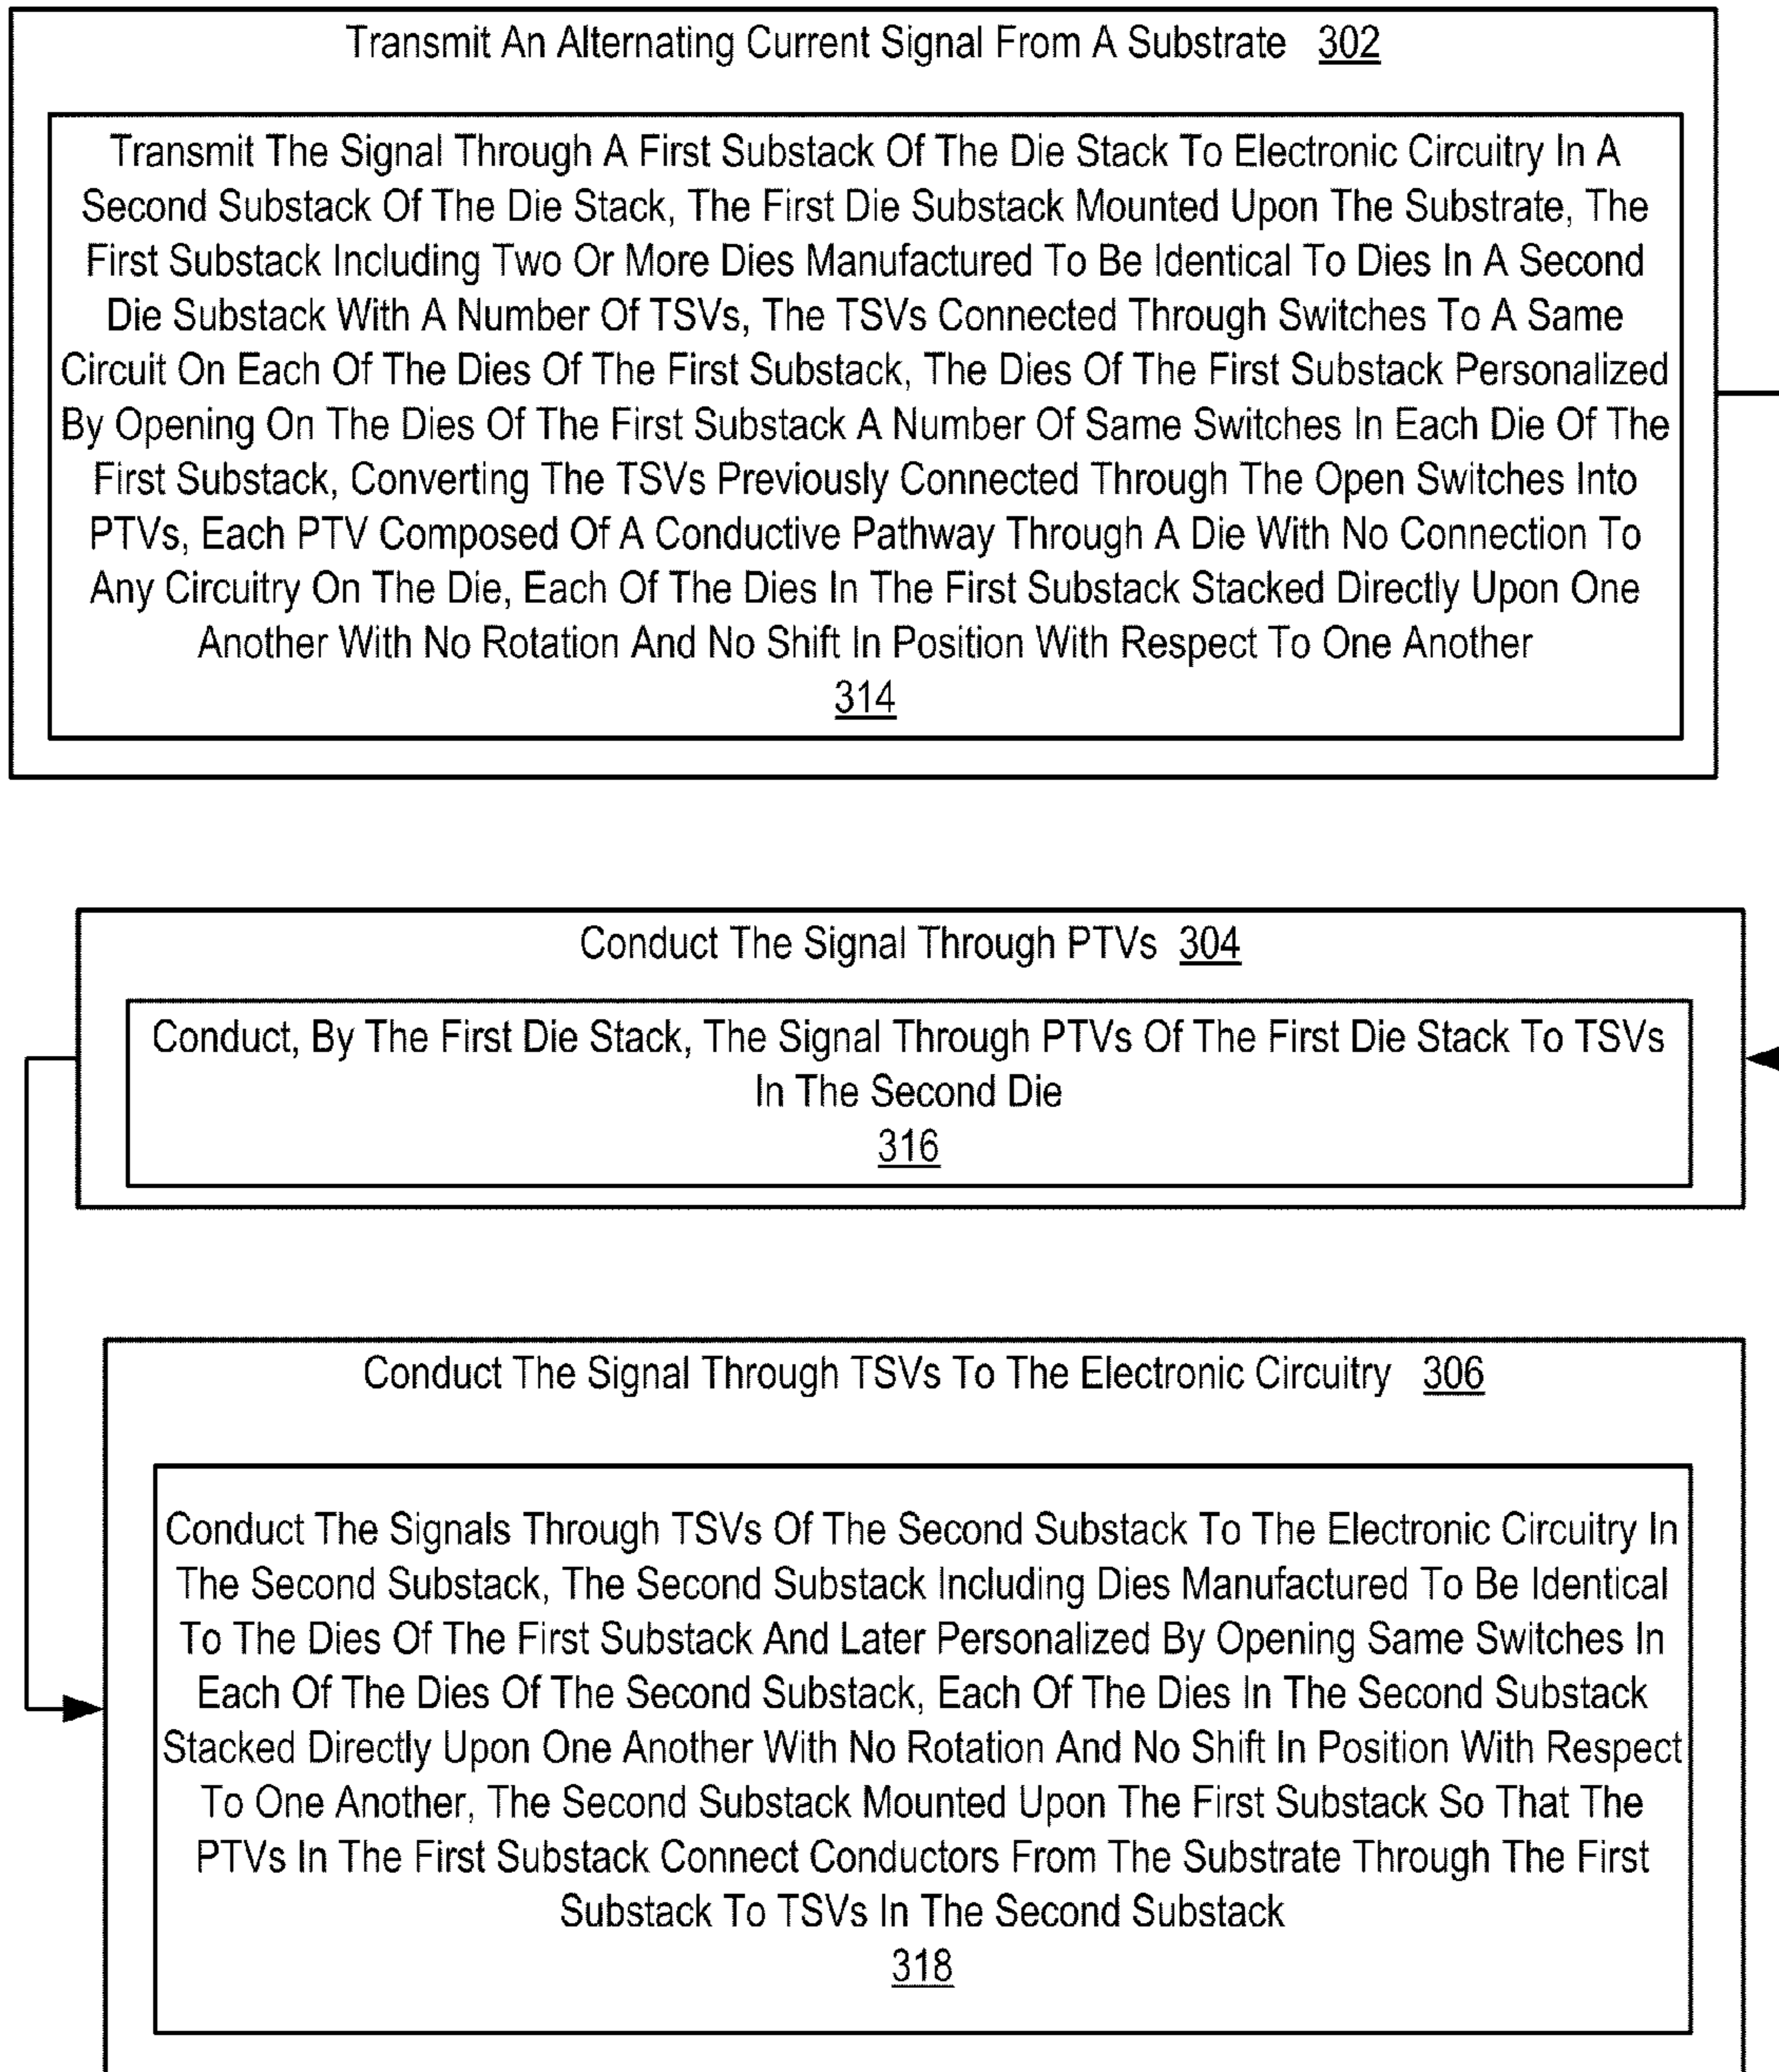 Transmit An Alternating Current Signal From A Substrate 302
Transmit The Signal Through A First Substack Of The Die Stack To Electronic Circuitry In A
Second Substack Of The Die Stack, The First Die Substack Mounted Upon The Substrate, The
First Substack Including Two Or More Dies Manufactured To Be Identical To Dies In A Second
Die Substack With A Number Of TSVs, The TSVs Connected Through Switches To A Same
Circuit On Each Of The Dies Of The First Substack, The Dies Of The First Substack Personalized
By Opening On The Dies Of The First Substack A Number Of Same Switches In Each Die Of The
First Substack, Converting The TSVs Previously Connected Through The Open Switches Into
PTVs, Each PTV Composed Of A Conductive Pathway Through A Die With No Connection To
Any Circuitry On The Die, Each Of The Dies In The First Substack Stacked Directly Upon One
Another With No Rotation And No Shift In Position With Respect To One Another
314
Conduct The Signal Through PTVs 304
Conduct, By The First Die Stack, The Signal Through PTVs Of The First Die Stack To TSVs
In The Second Die
316
Conduct The Signal Through TSVs To The Electronic Circuitry 306
Conduct The Signals Through TSVs Of The Second Substack To The Electronic Circuitry In
The Second Substack, The Second Substack Including Dies Manufactured To Be Identical
To The Dies Of The First Substack And Later Personalized By Opening Same Switches In
Each Of The Dies Of The Second Substack, Each Of The Dies In The Second Substack
Stacked Directly Upon One Another With No Rotation And No Shift In Position With Respect
To One Another, The Second Substack Mounted Upon The First Substack So That The
PTVs In The First Substack Connect Conductors From The Substrate Through The First
Substack To TSVs In The Second Substack
318